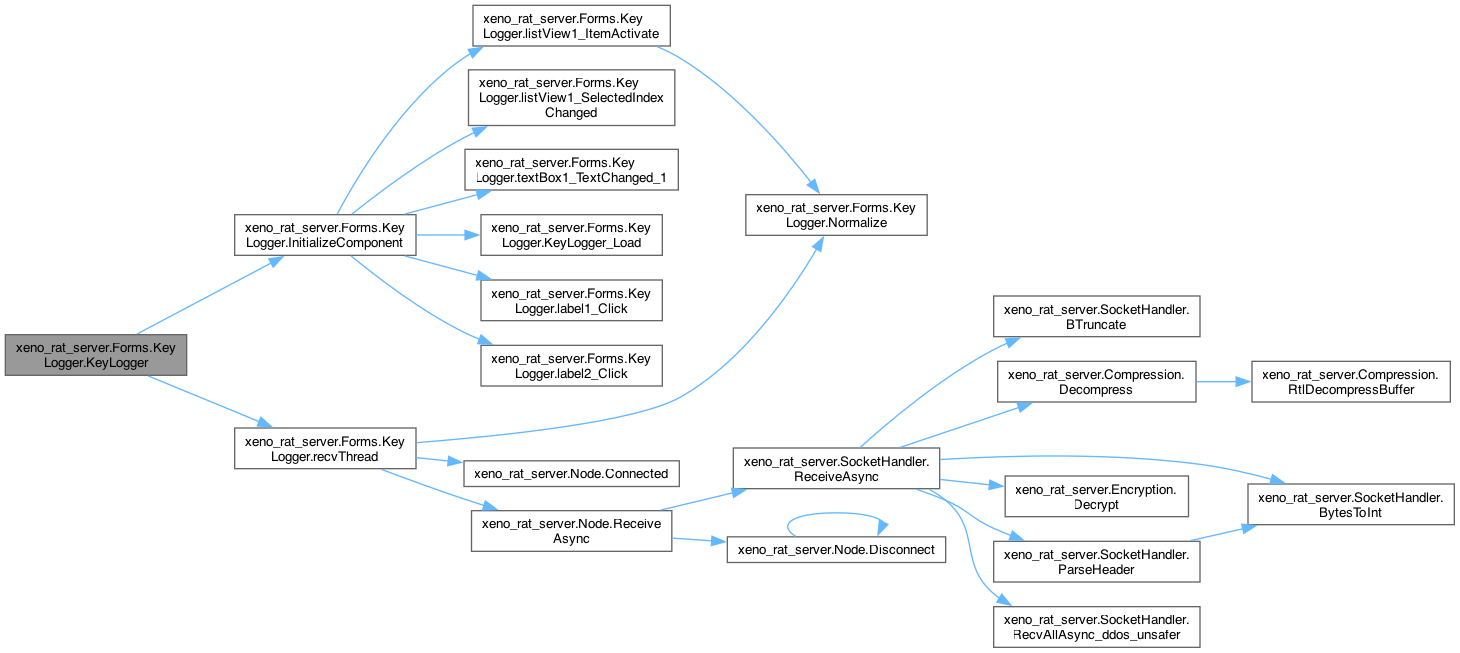 xeno_rat_server.Forms.Key
Logger.KeyLogger
xeno_rat_server.Forms.Key
Logger.InitializeComponent
xeno_rat_server.Forms.Key
Logger.recvThread
xeno_rat_server.Forms.Key
Logger.listView1_ItemActivate
xeno_rat_server.Forms.Key
Logger.listView1_SelectedIndex
Changed
xeno_rat_server.Forms.Key
Logger.textBox1_TextChanged_1
xeno_rat_server.Forms.Key
Logger.KeyLogger_Load
xeno_rat_server.Forms.Key
Logger.label1_Click
xeno_rat_server.Forms.Key
Logger.label2_Click
xeno_rat_server.Node.Connected
xeno_rat_server.Node.Receive
Async
xeno_rat_server.Forms.Key
Logger.Normalize
xeno_rat_server.SocketHandler.
ReceiveAsync
xeno_rat_server.Node.Disconnect
xeno_rat_server.SocketHandler.
BTruncate
xeno_rat_server.Compression.
Decompress
xeno_rat_server.Encryption.
Decrypt
xeno_rat_server.SocketHandler.
ParseHeader
xeno_rat_server.SocketHandler.
RecvAllAsync_ddos_unsafer
xeno_rat_server.Compression.
RtlDecompressBuffer
xeno_rat_server.SocketHandler.
BytesToInt